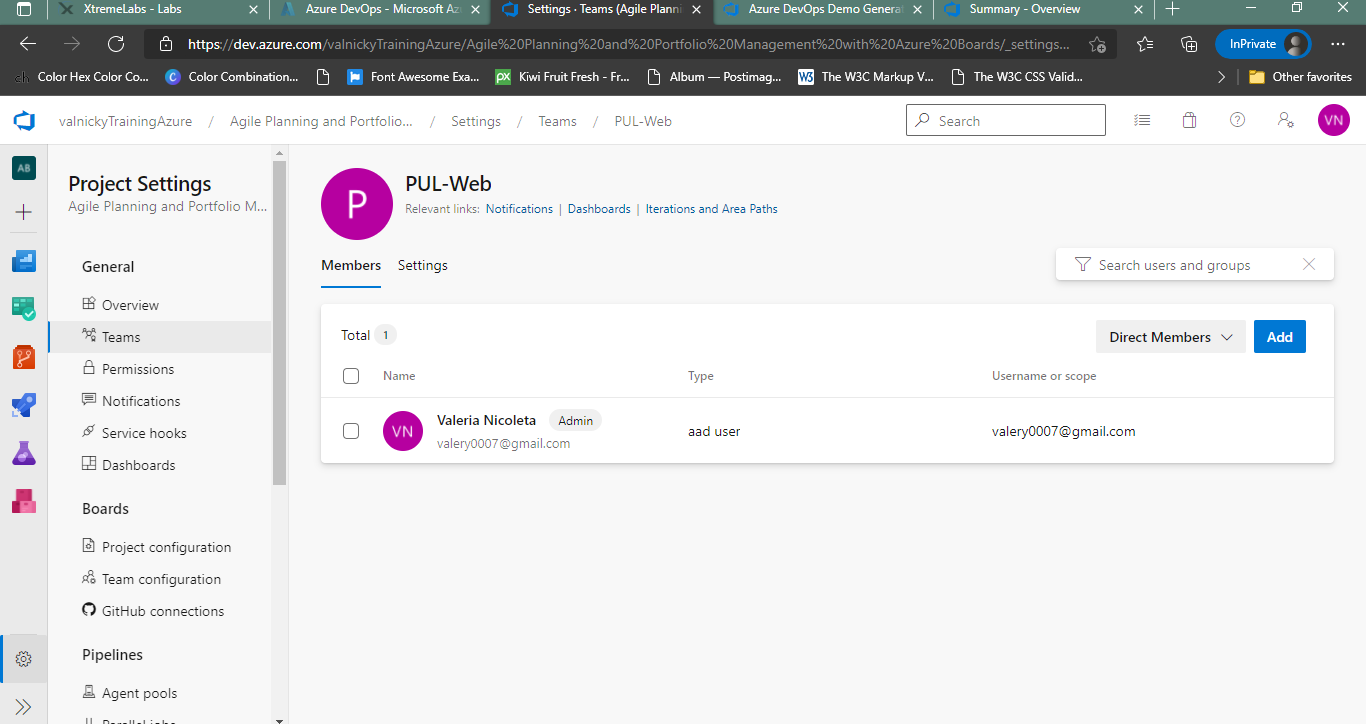 XtremeLabs - Labs
Azure DevOps - Microsoft Az
Settings · Teams (Agile Planni
Azure DevOps Demo Genera
Summary - Overview
https://dev.azure.com/valnickyTrainingAzure/Agile%20Planning%20and%20Portfolio%20Management%20with%20Azure%20Boards/_settings...
InPrivate
ch Color Hex Color Co...
C Color Combination...
Font Awesome Exa...
px Kiwi Fruit Fresh - Fr...
Album — Postimag...
W3 The W3C Markup V...
The W3C CSS Valid...
Other favorites
valnickyTrainingAzure / Agile Planning and Portfolio... / Settings / Teams / PUL-Web
Search
VN
AB
Project Settings
Agile Planning and Portfolio M...
General
Overview
Teams
Permissions
Notifications
Service hooks
Dashboards
Boards
Project configuration
Team configuration
GitHub connections
Pipelines
Agent pools
Parallel jobs
P
PUL-Web
Relevant links: Notifications | Dashboards | Iterations and Area Paths
Members Settings
Search users and groups
Total 1
Direct Members
Add
Name Type Username or scope
VN
Valeria Nicoleta Admin
valery0007@gmail.com
aad user
valery0007@gmail.com